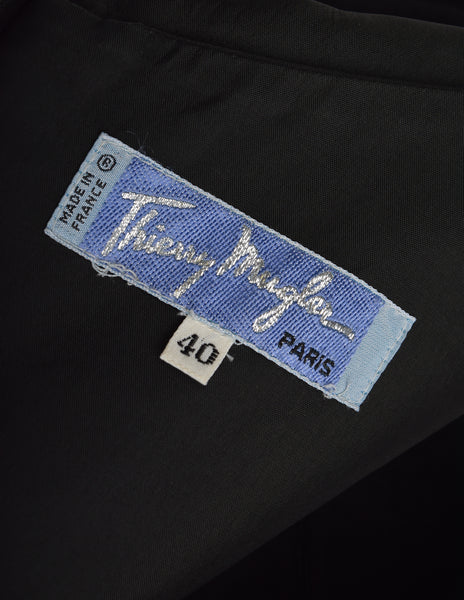 MADE IN
FRANCE ®
Thierry Mugler
PARIS
40